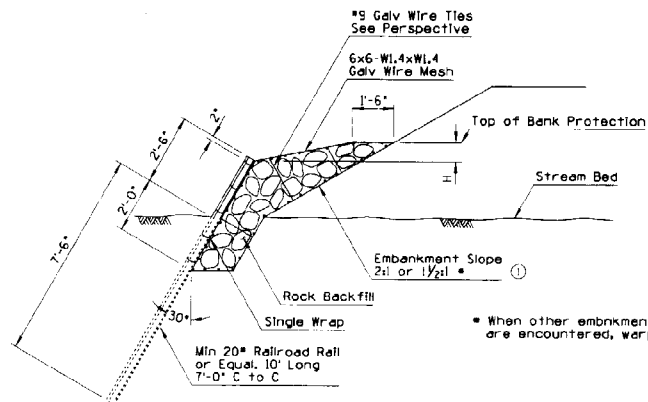 #9 Galv Wire Ties
See Perspective
6x6-W1.4xW1.4
Galv Wire Mesh
1'-6"
Top of Bank Protection
2"
2'-6"
H
Stream Bed
2'-0"
7'-6"
Embankment Slope
2:1 or 1½:1 * ①
Rock Backfill
30°
Single Wrap
* When other embnkmen
are encountered, warp
Min 20# Railroad Rail
or Equal. 10' Long
7'-0" C to C